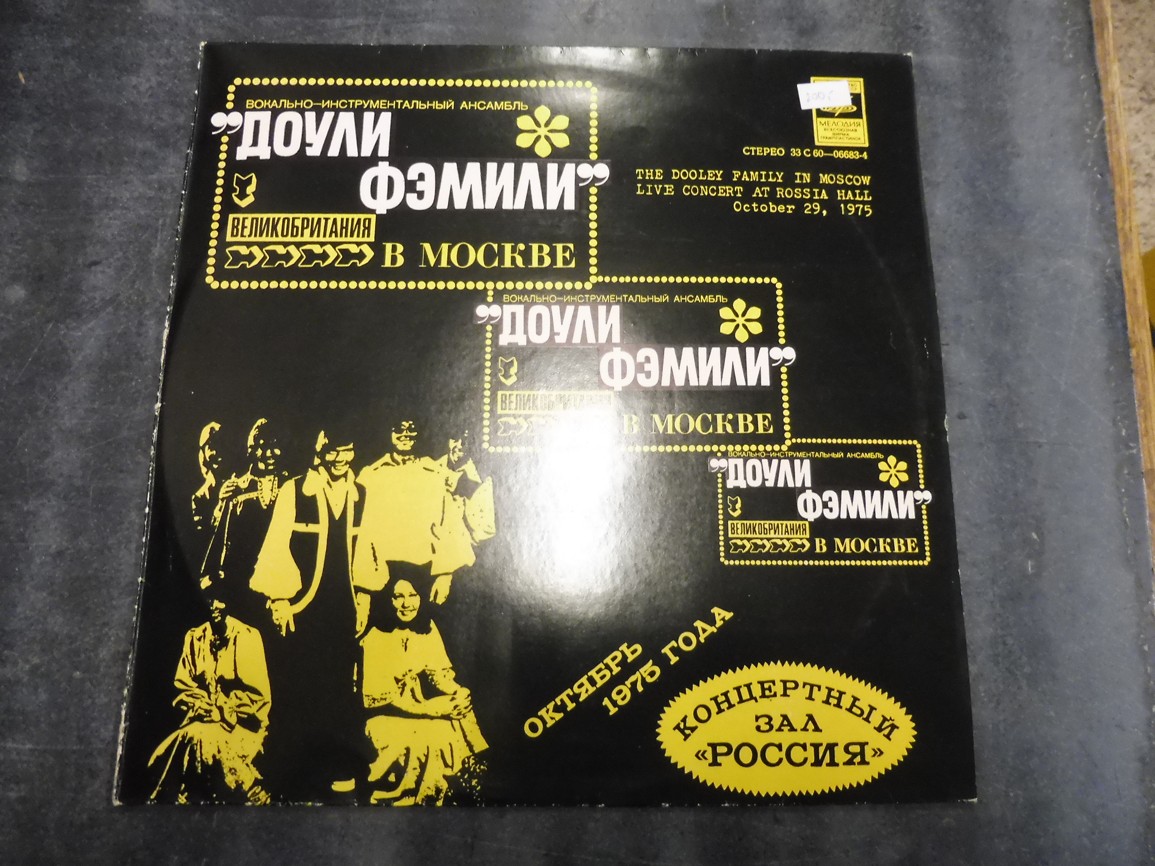 ВОКАЛЬНО—ИНСТРУМЕНТАЛЬНЫЙ АНСАМБЛЬ
”ДОУЛИ
ФЭМИЛИ”
ВЕЛИКОБРИТАНИЯ
В МОСКВЕ
МЕЛОДИЯ
СТЕРЕО 33 С 60—06683-4
THE DOOLEY FAMILY IN MOSCOW
LIVE CONCERT AT ROSSIA HALL
October 29, 1975
ВОКАЛЬНО—ИНСТРУМЕНТАЛЬНЫЙ АНСАМБЛЬ
”ДОУЛИ
ФЭМИЛИ”
ВЕЛИКОБРИТАНИЯ
В МОСКВЕ
ВОКАЛЬНО—ИНСТРУМЕНТАЛЬНЫЙ АНСАМБЛЬ
”ДОУЛИ
ФЭМИЛИ”
ВЕЛИКОБРИТАНИЯ
В МОСКВЕ
ОКТЯБРЬ
1975 ГОДА
КОНЦЕРТНЫЙ
ЗАЛ
«РОССИЯ»